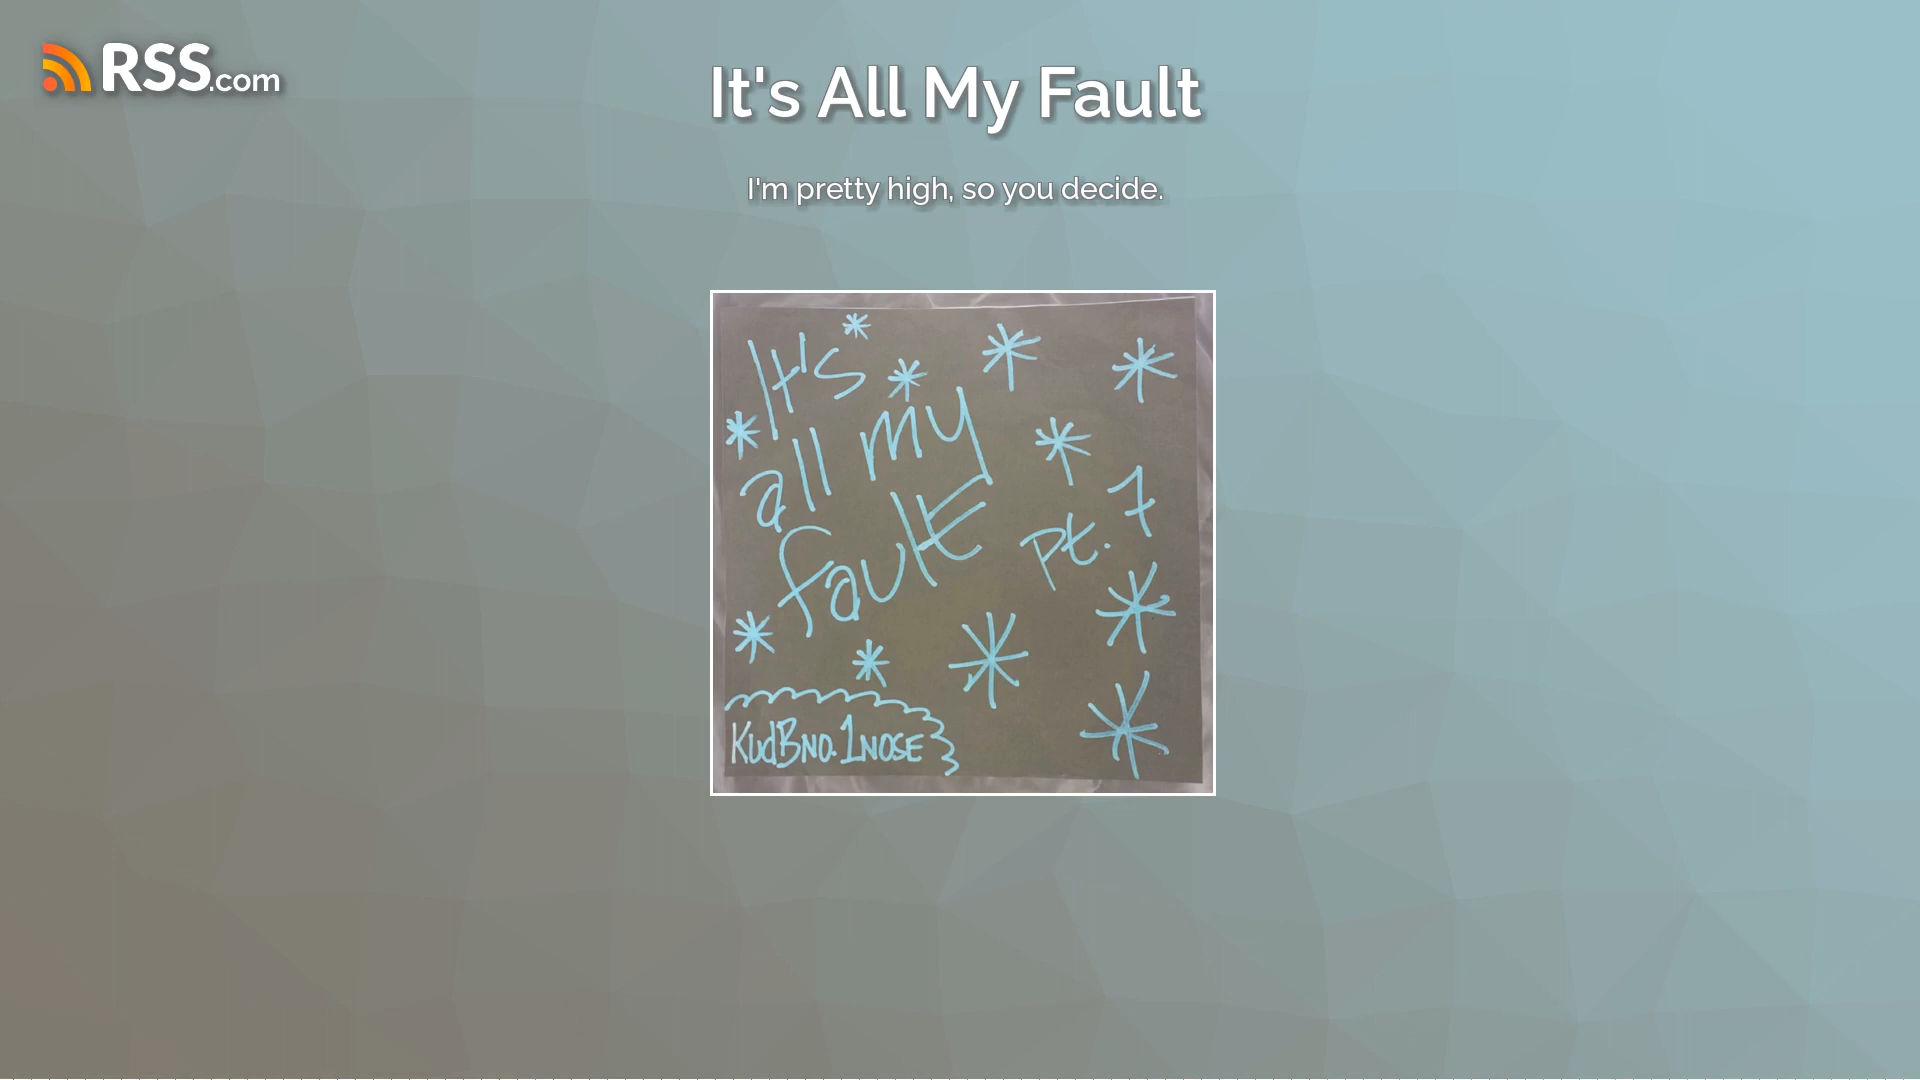 RSS.com
It's All My Fault
I'm pretty high, so you decide.
It's
all my
fault
pt. 7
KudBno.1NOSE